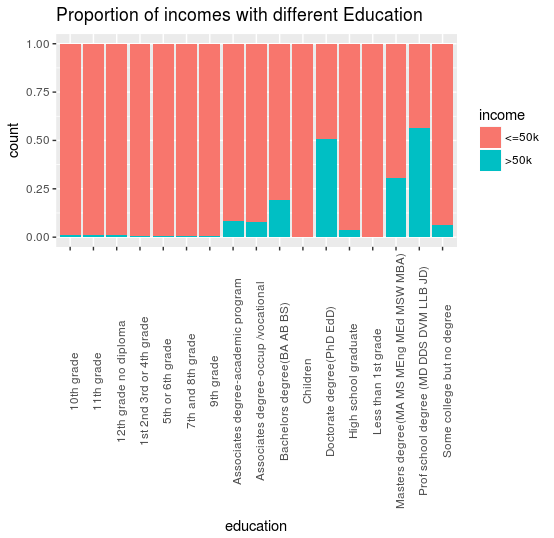 Proportion of incomes with different Education
1.00
0.75
0.50
0.25
0.00
count
income
<=50k
>50k
10th grade
11th grade
12th grade no diploma
1st 2nd 3rd or 4th grade
5th or 6th grade
7th and 8th grade
9th grade
Associates degree-academic program
Associates degree-occup /vocational
Bachelors degree(BA AB BS)
Children
Doctorate degree(PhD EdD)
High school graduate
Less than 1st grade
Masters degree(MA MS MEng MEd MSW MBA)
Prof school degree (MD DDS DVM LLB JD)
Some college but no degree
education